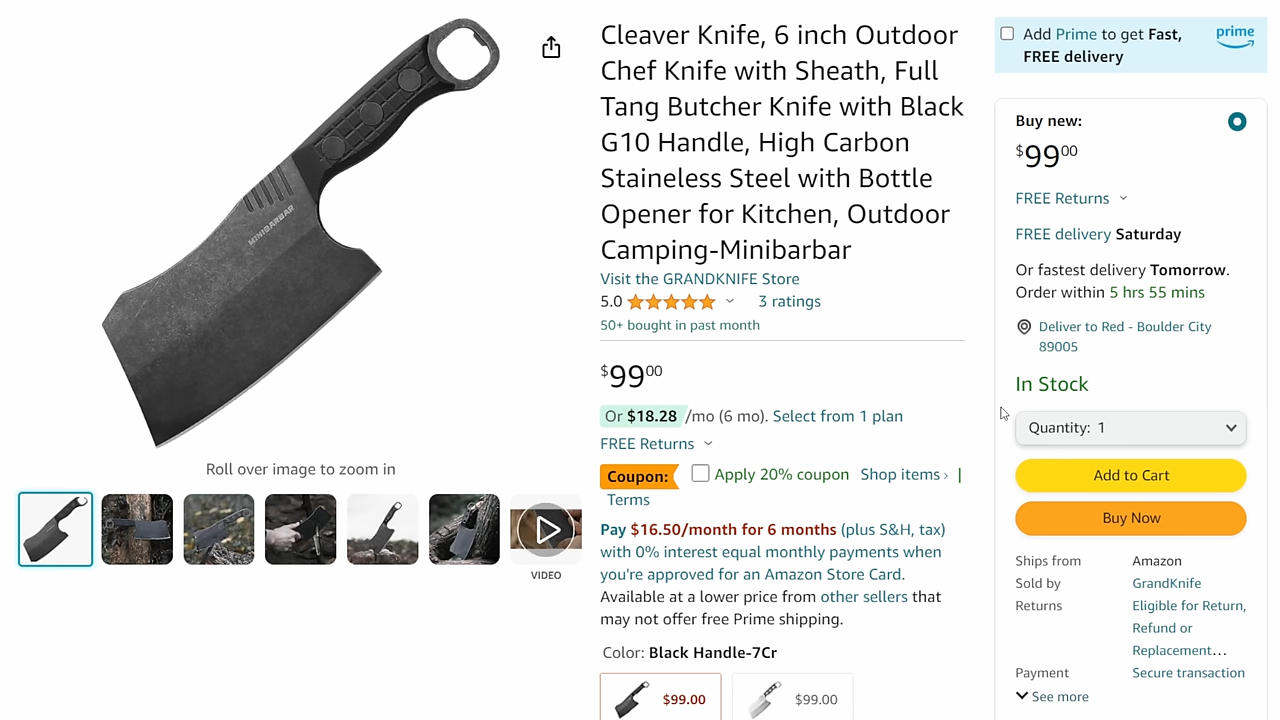 MINIBARBAR
Roll over image to zoom in
VIDEO
Cleaver Knife, 6 inch Outdoor
Chef Knife with Sheath, Full
Tang Butcher Knife with Black
G10 Handle, High Carbon
Staineless Steel with Bottle
Opener for Kitchen, Outdoor
Camping-Minibarbar
Visit the GRANDKNIFE Store
5.0 3 ratings
50+ bought in past month
$99 00
Or $18.28 /mo (6 mo). Select from 1 plan
FREE Returns
Coupon: Apply 20% coupon Shop items › |
Terms
Pay $16.50/month for 6 months (plus S&H, tax)
with 0% interest equal monthly payments when
you're approved for an Amazon Store Card.
Available at a lower price from other sellers that
may not offer free Prime shipping.
Color: Black Handle-7Cr
$99.00 $99.00
Add Prime to get Fast, prime
FREE delivery
Buy new:
$99 00
FREE Returns
FREE delivery Saturday
Or fastest delivery Tomorrow.
Order within 5 hrs 55 mins
Deliver to Red - Boulder City
89005
In Stock
Quantity: 1
Add to Cart
Buy Now
Ships from Amazon
Sold by GrandKnife
Returns Eligible for Return,
Refund or
Replacement…
Payment Secure transaction
See more